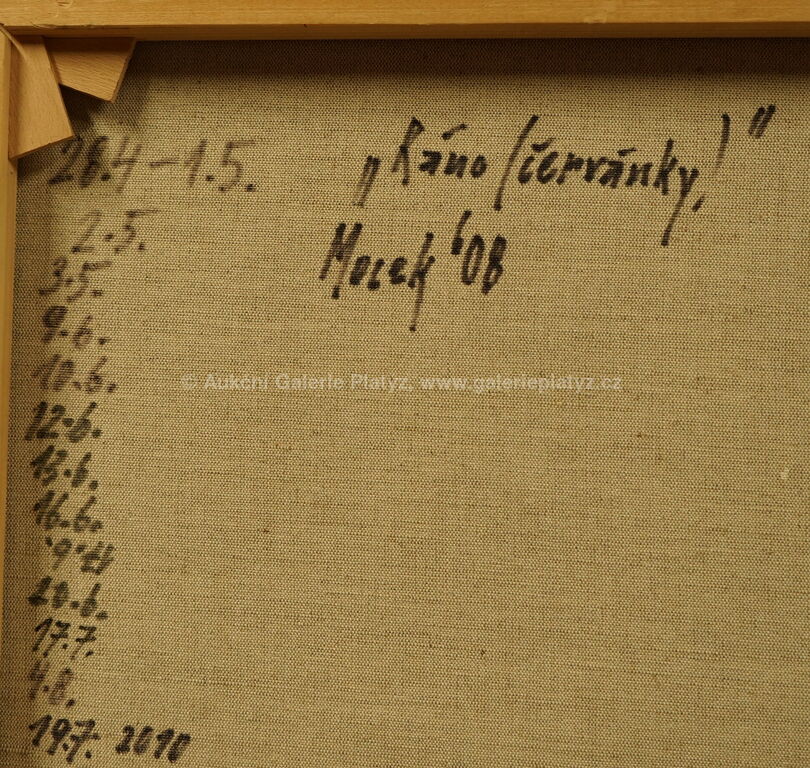 28.4 – 1.5.
„Ráno (červánky)"
2.5.
Mocek '08
3.5.
9.6.
10.6.
© Aukční Galerie Platyz, www.galerieplatyz.cz
12.6.
15.6.
16.6.
20.6.
17.7.
4.8.
19.7. 2010